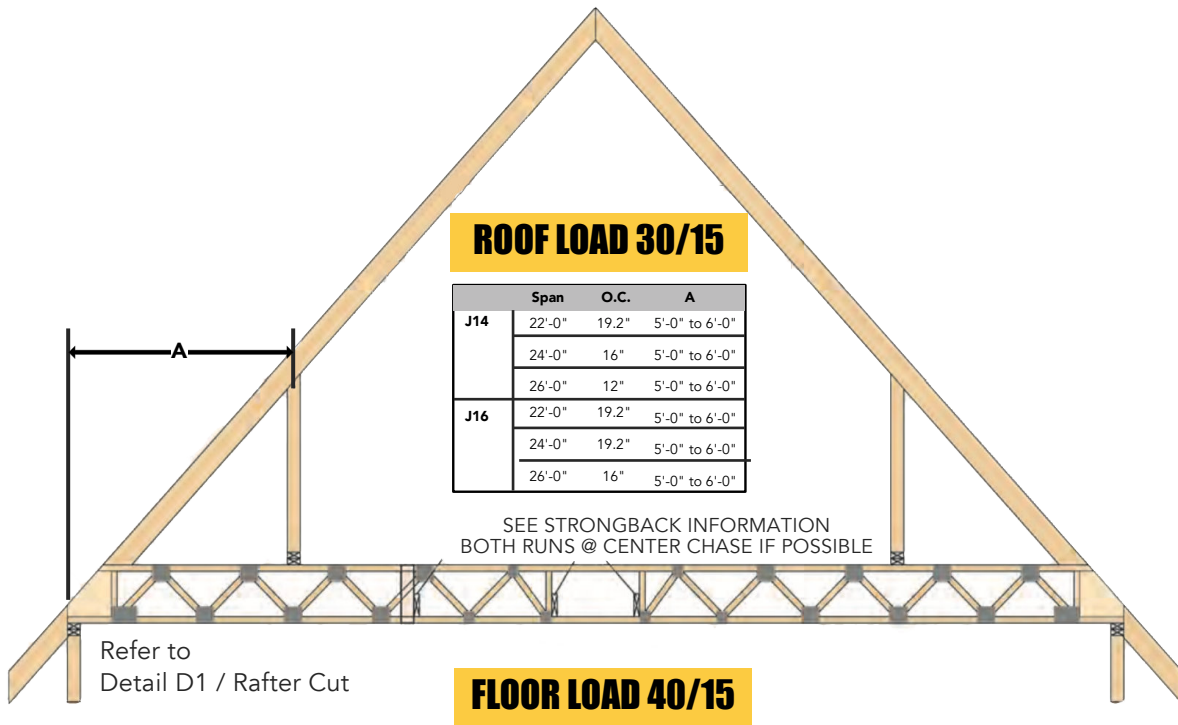 ROOF LOAD 30/15
Span O.C. A
J14 22'-0" 19.2" 5'-0" to 6'-0"
24'-0" 16" 5'-0" to 6'-0"
26'-0" 12" 5'-0" to 6'-0"
J16 22'-0" 19.2" 5'-0" to 6'-0"
24'-0" 19.2" 5'-0" to 6'-0"
26'-0" 16" 5'-0" to 6'-0"
A
SEE STRONGBACK INFORMATION
BOTH RUNS @ CENTER CHASE IF POSSIBLE
Refer to
Detail D1 / Rafter Cut
FLOOR LOAD 40/15